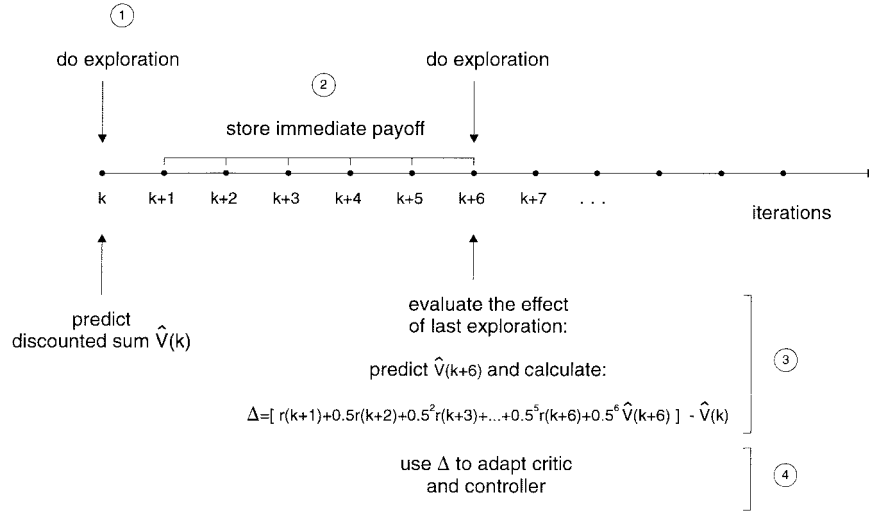 1
do exploration
do exploration
2
store immediate payoff
k k+1 k+2 k+3 k+4 k+5 k+6 k+7 . . .
iterations
predict
discounted sum V̂(k)
evaluate the effect
of last exploration:
predict V̂(k+6) and calculate:
Δ=[ r(k+1)+0.5r(k+2)+0.5²r(k+3)+...+0.5⁵r(k+6)+0.5⁶ V̂(k+6) ] - V̂(k)
3
use Δ to adapt critic
and controller
4